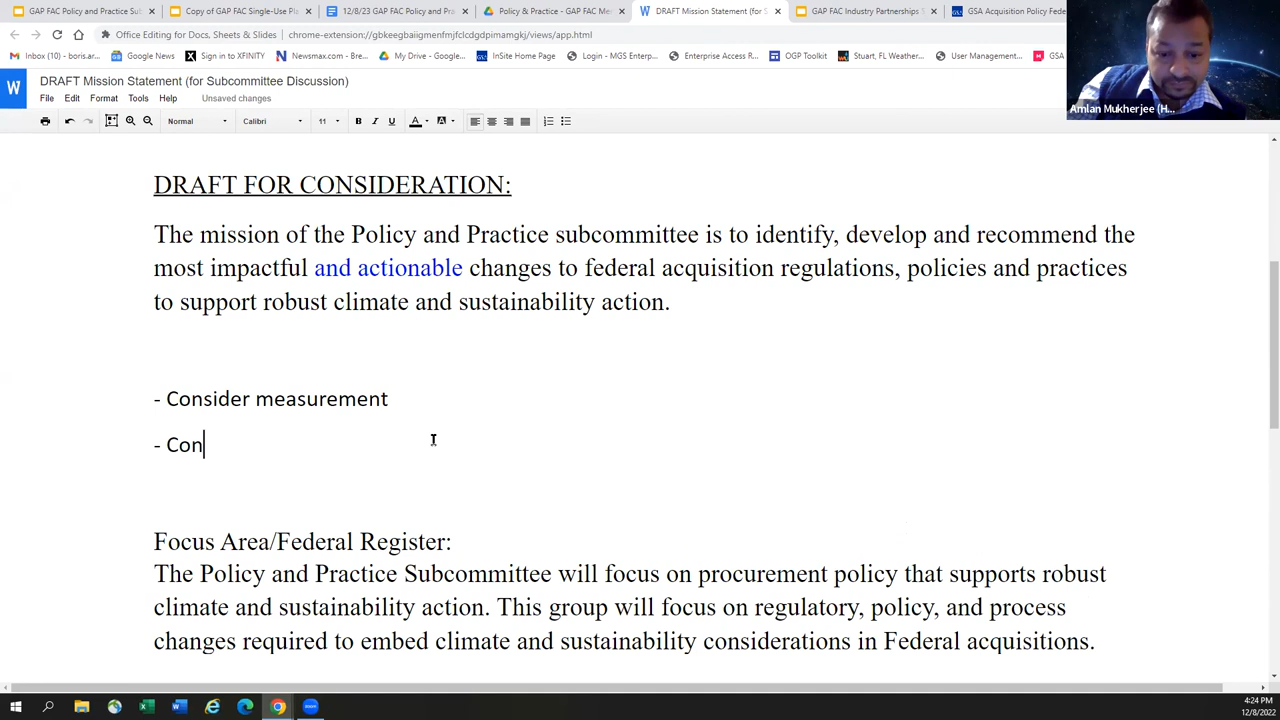 GAP FAC Policy and Practice Sub
Copy of GAP FAC Single-Use Pla
12/8/23 GAP FAC Policy and Pra
Policy & Practice - GAP FAC Me
DRAFT Mission Statement (for S
GAP FAC Industry Partnerships S
GSA Acquisition Policy Federa
Office Editing for Docs, Sheets & Slides | chrome-extension://gbkeegbaiigmenfmjfclcdgdpimamgkj/views/app.html
Inbox (10) - boris.ar...
Google News
Sign in to XFINITY
Newsmax.com - Bre...
My Drive - Google...
InSite Home Page
Login - MGS Enterp...
Enterprise Access R...
OGP Toolkit
Stuart, FL Weather...
User Management...
GSA
DRAFT Mission Statement (for Subcommittee Discussion)
File Edit Format Tools Help Unsaved changes
Normal Calibri 11 B I U A A
Amlan Mukherjee (H...
DRAFT FOR CONSIDERATION:
The mission of the Policy and Practice subcommittee is to identify, develop and recommend the
most impactful and actionable changes to federal acquisition regulations, policies and practices
to support robust climate and sustainability action.
- Consider measurement
- Con
Focus Area/Federal Register:
The Policy and Practice Subcommittee will focus on procurement policy that supports robust
climate and sustainability action. This group will focus on regulatory, policy, and process
changes required to embed climate and sustainability considerations in Federal acquisitions.
4:24 PM
12/8/2022